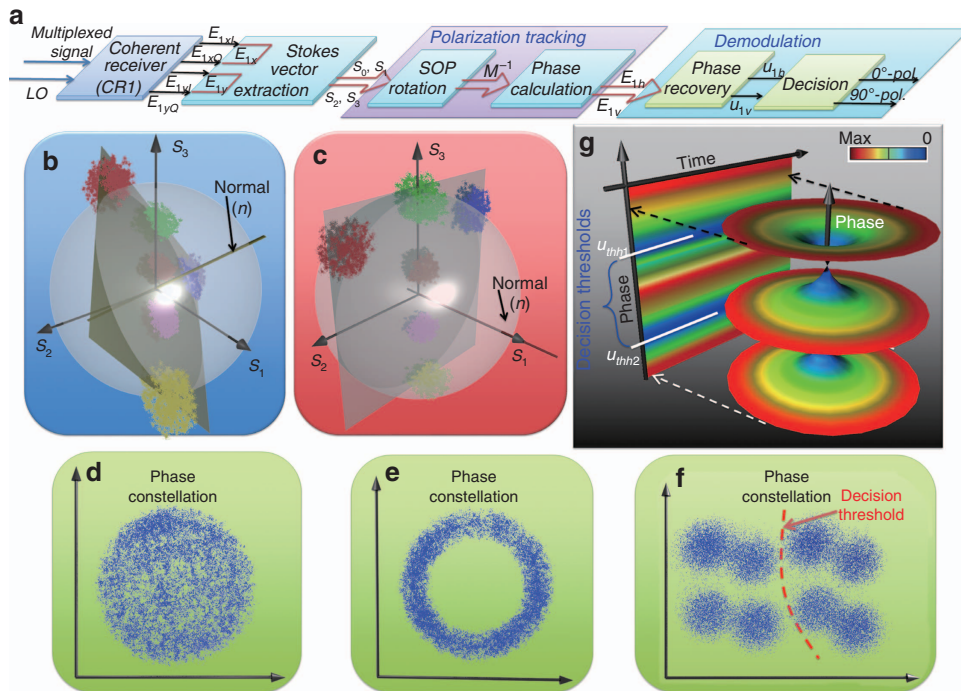 a
Multiplexed signal
LO
Coherent receiver (CR1)
E1xI
E1xQ
E1yI
E1yQ
E1x
E1y
Stokes vector extraction
S0, S1
S2, S3
Polarization tracking
SOP rotation
M−1
Phase calculation
E1h
E1v
Demodulation
Phase recovery
u1h
u1v
Decision
0°-pol.
90°-pol.
b
S3
Normal (n)
S2
S1
c
S3
Normal (n)
S2
S1
g
Time
Max
0
Phase
uthh1
Decision thresholds
Phase
uthh2
d
Phase constellation
e
Phase constellation
f
Phase constellation
Decision threshold